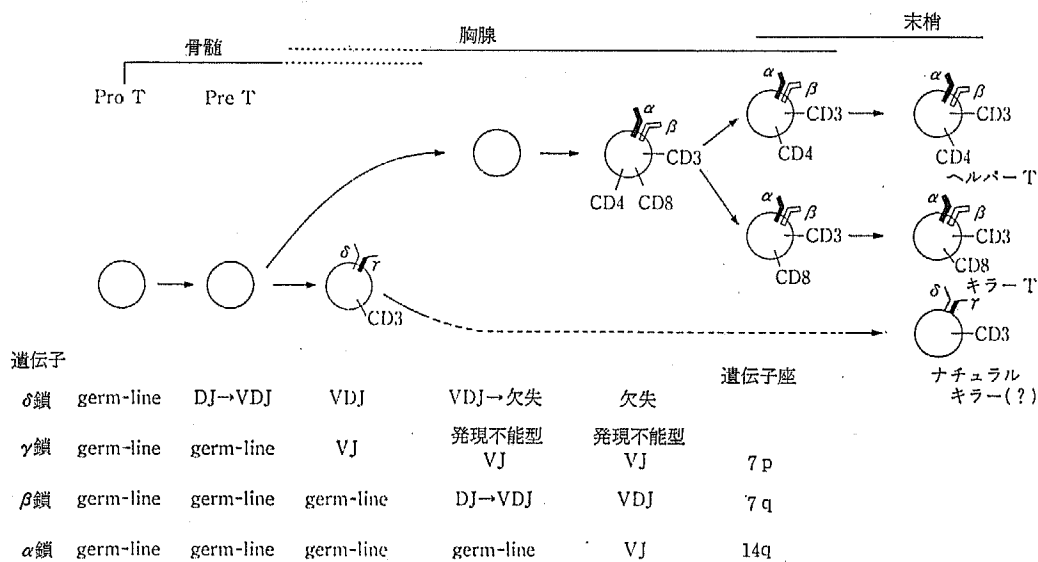 末梢
胸腺
骨髄
Pro T Pre T
α β CD3 CD4
α β CD3 CD4
ヘルパーT
α β CD3
CD4 CD8
α β CD3 CD8
α β CD3 CD8
キラーT
δ γ CD3
δ γ CD3
ナチュラル
キラー(?)
遺伝子 遺伝子座
δ鎖 germ-line DJ→VDJ VDJ VDJ→欠失 欠失
発現不能型 発現不能型
γ鎖 germ-line germ-line VJ VJ VJ 7p
β鎖 germ-line germ-line germ-line DJ→VDJ VDJ 7q
α鎖 germ-line germ-line germ-line germ-line VJ 14q